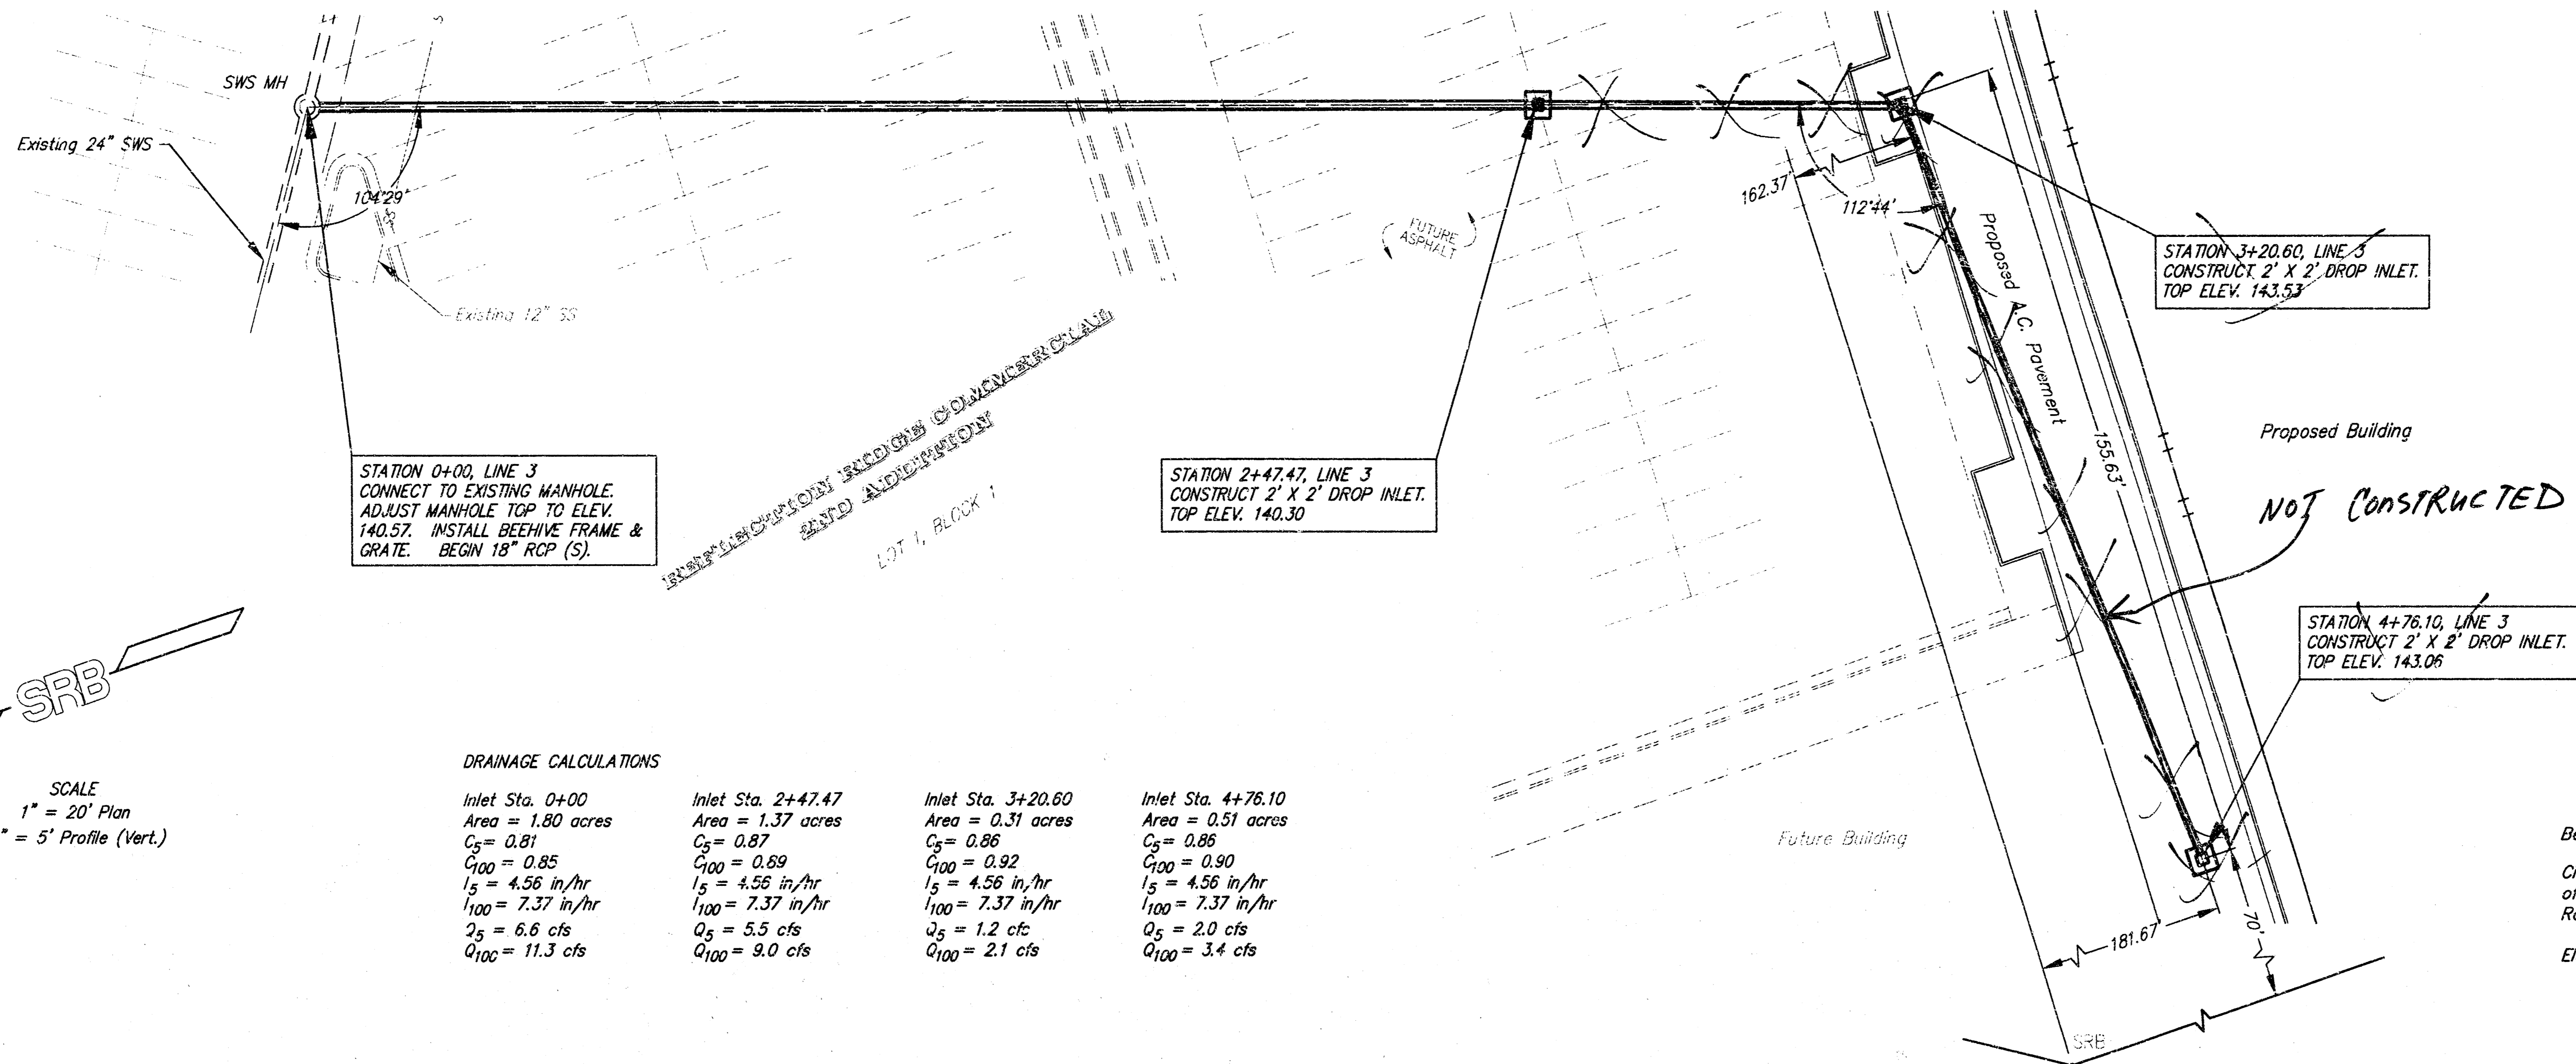 SWS MH
Existing 24" SWS
104°29'
SS
Existing 12" SS
FUTURE
ASPHALT
162.37'
112°44'
Proposed A.C. Pavement
155.63'
STATION 3+20.60, LINE 3
CONSTRUCT 2' X 2' DROP INLET.
TOP ELEV. 143.53
Proposed Building
NOT CONSTRUCTED
STATION 0+00, LINE 3
CONNECT TO EXISTING MANHOLE.
ADJUST MANHOLE TOP TO ELEV.
140.57. INSTALL BEEHIVE FRAME &
GRATE. BEGIN 18" RCP (S).
REFLECTION RIDGE COMMERCIAL
2ND ADDITION
LOT 1, BLOCK 1
STATION 2+47.47, LINE 3
CONSTRUCT 2' X 2' DROP INLET.
TOP ELEV. 140.30
STATION 4+76.10, LINE 3
CONSTRUCT 2' X 2' DROP INLET.
TOP ELEV. 143.06
SRB
SCALE
1" = 20' Plan
" = 5' Profile (Vert.)
DRAINAGE CALCULATIONS
Inlet Sta. 0+00
Area = 1.80 acres
C5 = 0.81
C100 = 0.85
I5 = 4.56 in/hr
I100 = 7.37 in/hr
Q5 = 6.6 cfs
Q100 = 11.3 cfs
Inlet Sta. 2+47.47
Area = 1.37 acres
C5 = 0.87
C100 = 0.89
I5 = 4.56 in/hr
I100 = 7.37 in/hr
Q5 = 5.5 cfs
Q100 = 9.0 cfs
Inlet Sta. 3+20.60
Area = 0.31 acres
C5 = 0.86
C100 = 0.92
I5 = 4.56 in/hr
I100 = 7.37 in/hr
Q5 = 1.2 cfs
Q100 = 2.1 cfs
Inlet Sta. 4+76.10
Area = 0.51 acres
C5 = 0.86
C100 = 0.90
I5 = 4.56 in/hr
I100 = 7.37 in/hr
Q5 = 2.0 cfs
Q100 = 3.4 cfs
Future Building
181.67'
70'
SRB